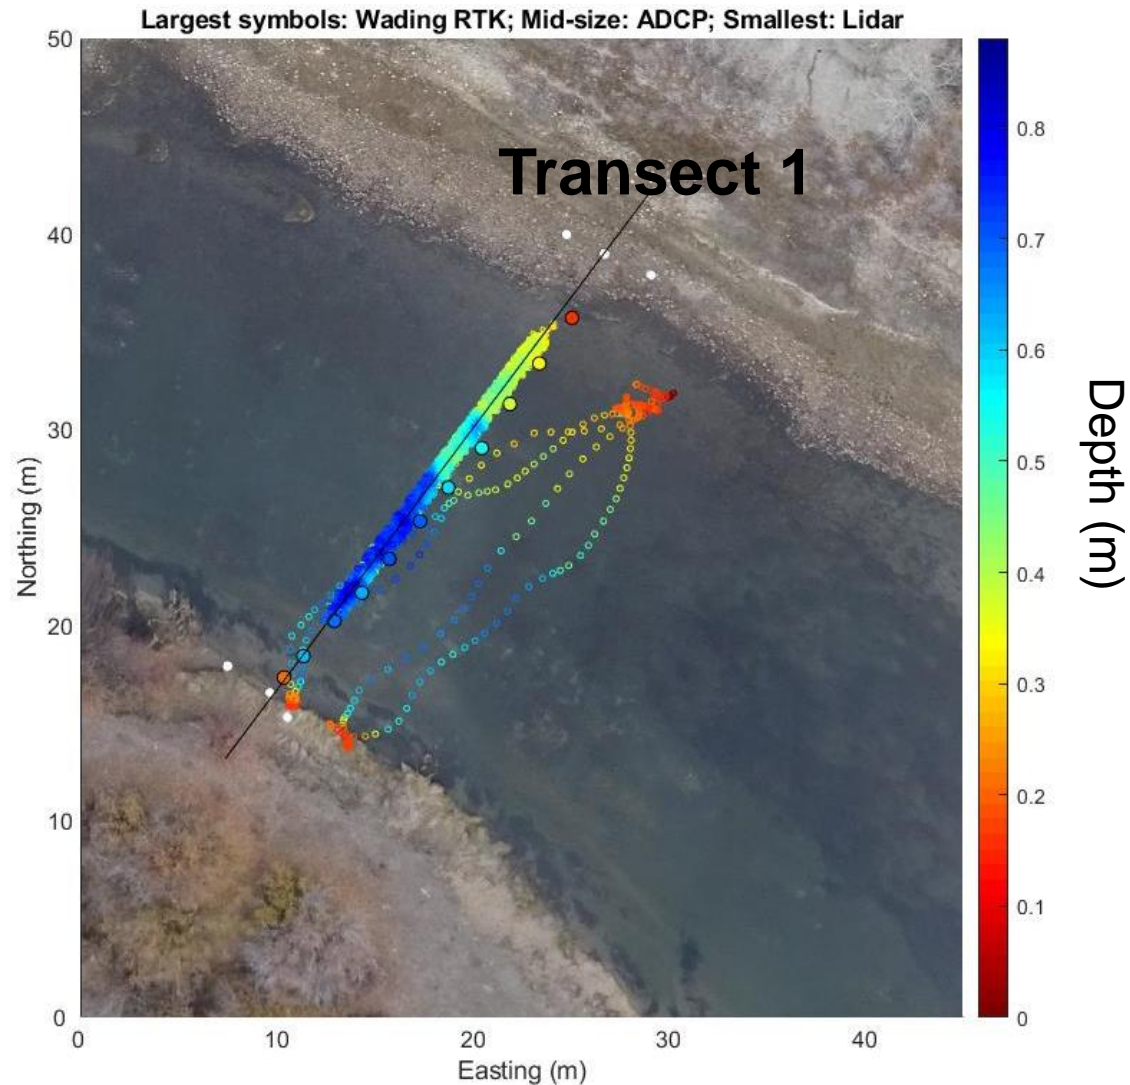 Largest symbols: Wading RTK; Mid-size: ADCP; Smallest: Lidar
Transect 1
50
40
30
20
10
0
Northing (m)
0 10 20 30 40
Easting (m)
0.8
0.7
0.6
0.5
0.4
0.3
0.2
0.1
0
Depth (m)